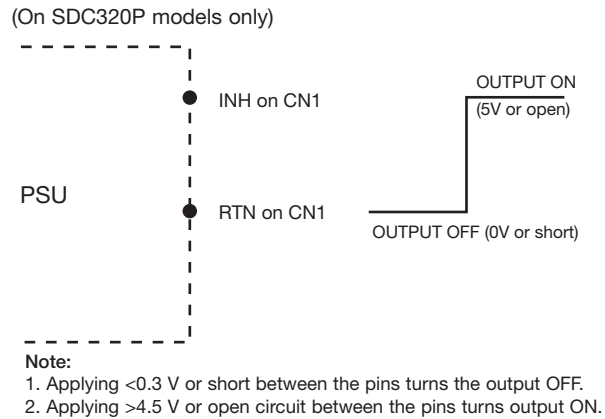 (On SDC320P models only)
OUTPUT ON
INH on CN1
(5V or open)
PSU
RTN on CN1
OUTPUT OFF (0V or short)
Note:
1. Applying <0.3 V or short between the pins turns the output OFF.
2. Applying >4.5 V or open circuit between the pins turns output ON.